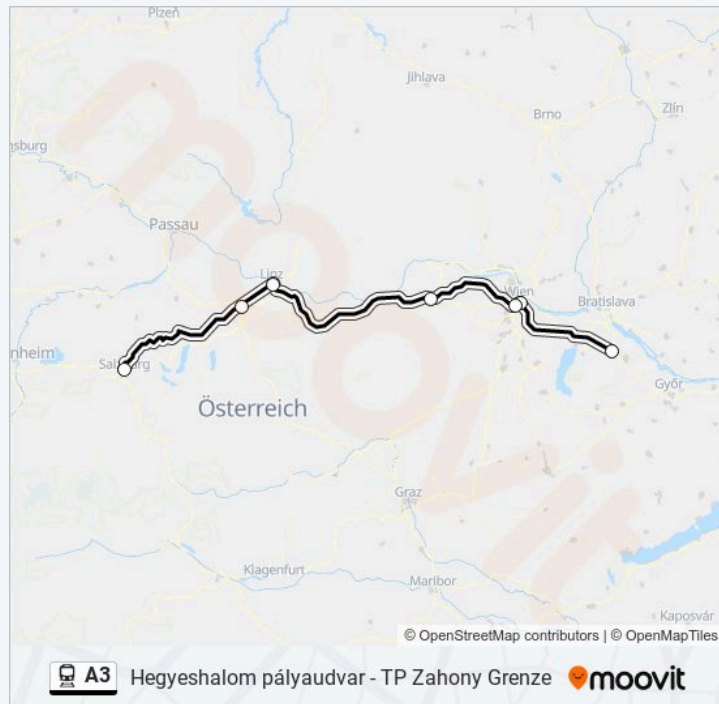 Plzeň
Jihlava
Zlín
Brno
nsburg
Passau
Linz
Wien
Bratislava
nheim
Salzburg
Győr
Österreich
Graz
Klagenfurt
Maribor
Kaposvár
moovit
© OpenStreetMap contributors | © OpenMapTiles
A3 Hegyeshalom pályaudvar - TP Zahony Grenze moovit